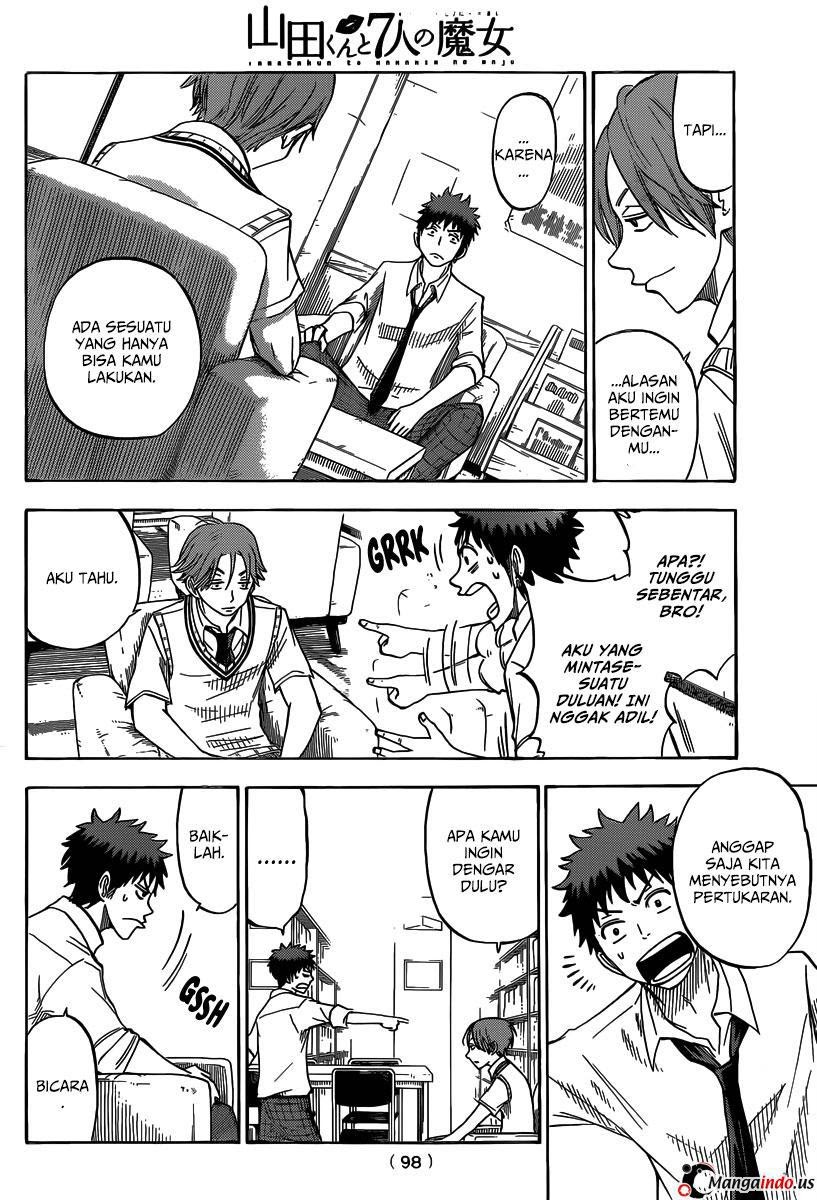 山田くんと7人の魔女
YAMADAKUN to NANANIN no MAJO
TAPI...
...ALASAN
AKU INGIN
BERTEMU
DENGAN-
MU...
...
KARENA
...
ADA SESUATU
YANG HANYA
BISA KAMU
LAKUKAN.
APA?!
TUNGGU
SEBENTAR,
BRO!
AKU YANG
MINTASE-
SUATU
DULUAN! INI
NGGAK ADIL!
GRRK
AKU TAHU.
ANGGAP
SAJA KITA
MENYEBUTNYA
PERTUKARAN.
APA KAMU
INGIN
DENGAR
DULU?
......
BAIK-
LAH.
GSSH
BICARA
.
( 98 )
Mangaindo.us